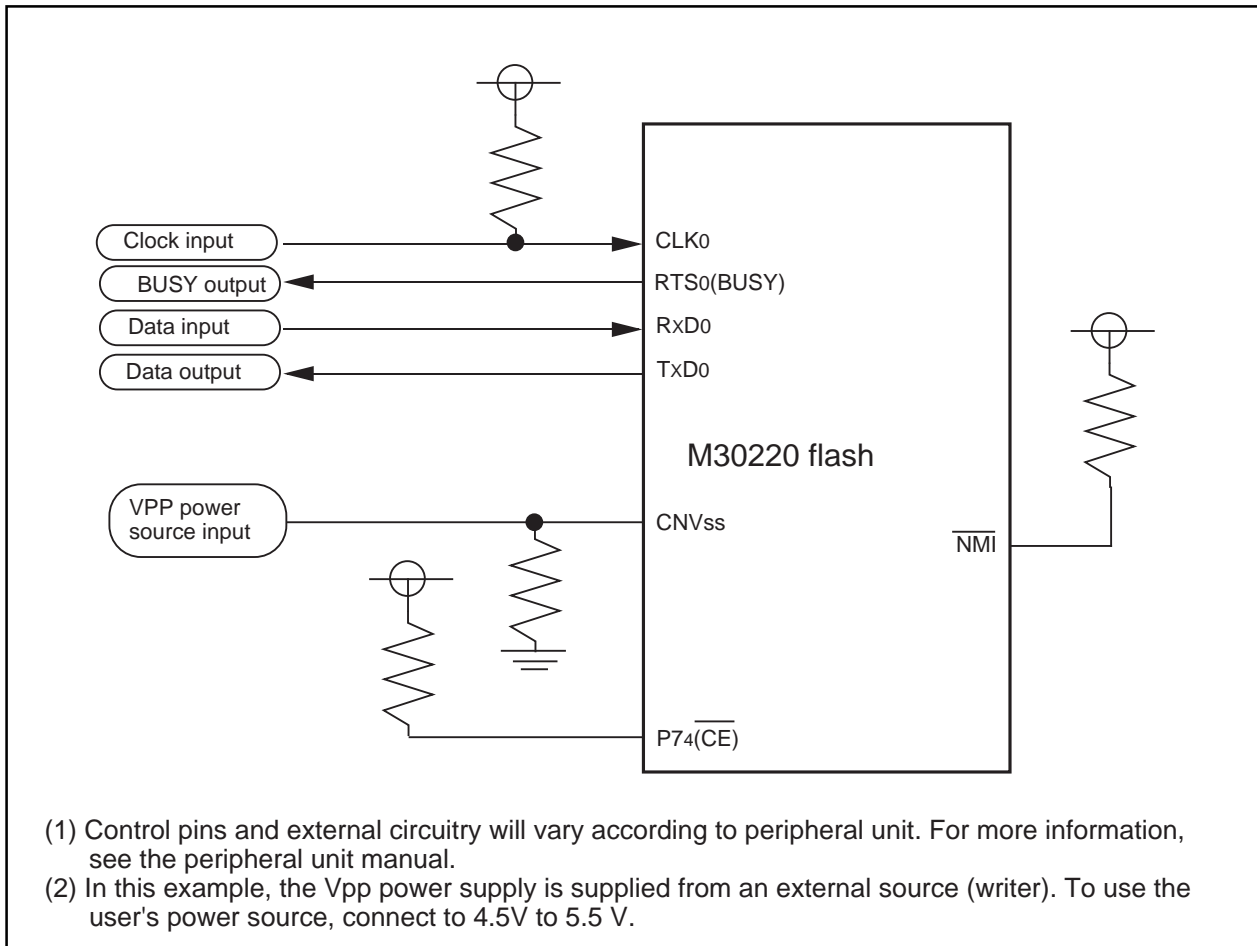 Clock input
CLK0
BUSY output
RTS0(BUSY)
Data input
RxD0
Data output
TxD0
M30220 flash
VPP power
source input
CNVss
NMI
P74(CE)
(1) Control pins and external circuitry will vary according to peripheral unit. For more information,
see the peripheral unit manual.
(2) In this example, the Vpp power supply is supplied from an external source (writer). To use the
user's power source, connect to 4.5V to 5.5 V.